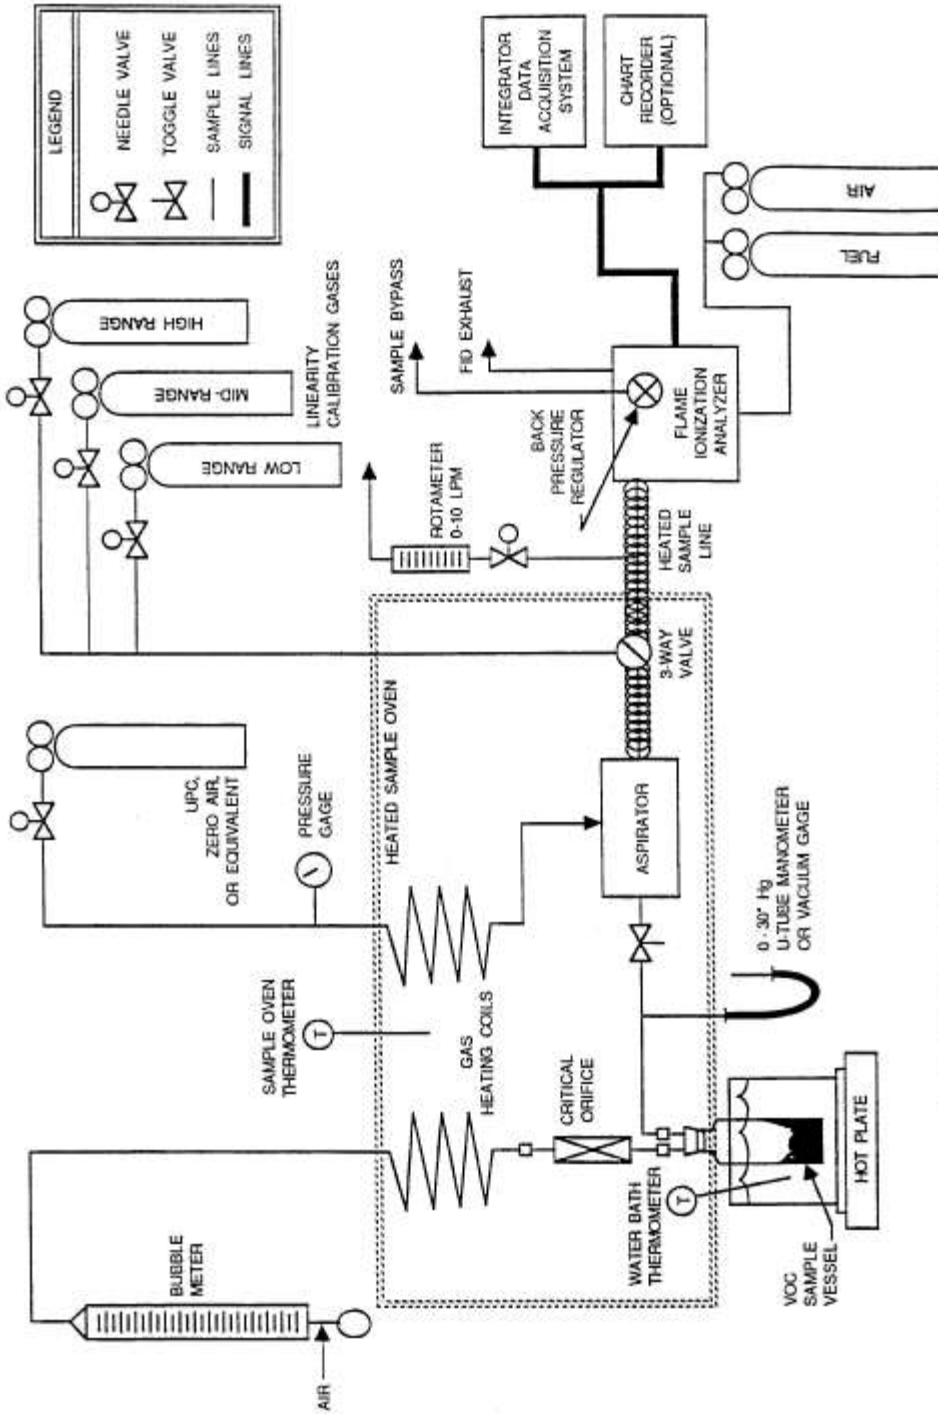 LEGEND
NEEDLE VALVE
TOGGLE VALVE
SAMPLE LINES
SIGNAL LINES
HIGH RANGE
MID-RANGE
LOW RANGE
LINEARITY
CALIBRATION GASES
UPC,
ZERO AIR,
OR EQUIVALENT
PRESSURE
GAGE
SAMPLE OVEN
THERMOMETER
T
BUBBLE
METER
AIR
HEATED SAMPLE OVEN
GAS
HEATING COILS
CRITICAL
ORIFICE
WATER BATH
THERMOMETER
T
VOC
SAMPLE
VESSEL
HOT PLATE
0 - 30" Hg
U-TUBE MANOMETER
OR VACUUM GAGE
ASPIRATOR
3-WAY
VALVE
HEATED
SAMPLE
LINE
ROTAMETER
0-10 LPM
BACK
PRESSURE
REGULATOR
SAMPLE BYPASS
FID EXHAUST
FLAME
IONIZATION
ANALYZER
INTEGRATOR
DATA
ACQUISITION
SYSTEM
CHART
RECORDER
(OPTIONAL)
FUEL
AIR